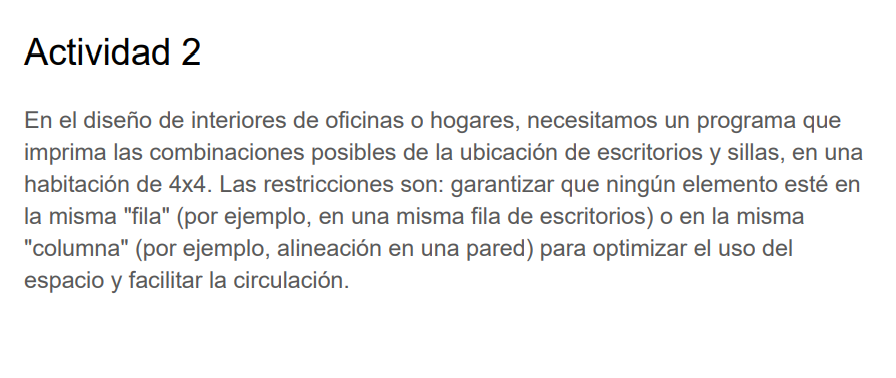 Actividad 2
En el diseño de interiores de oficinas o hogares, necesitamos un programa que
imprima las combinaciones posibles de la ubicación de escritorios y sillas, en una
habitación de 4x4. Las restricciones son: garantizar que ningún elemento esté en
la misma "fila" (por ejemplo, en una misma fila de escritorios) o en la misma
"columna" (por ejemplo, alineación en una pared) para optimizar el uso del
espacio y facilitar la circulación.